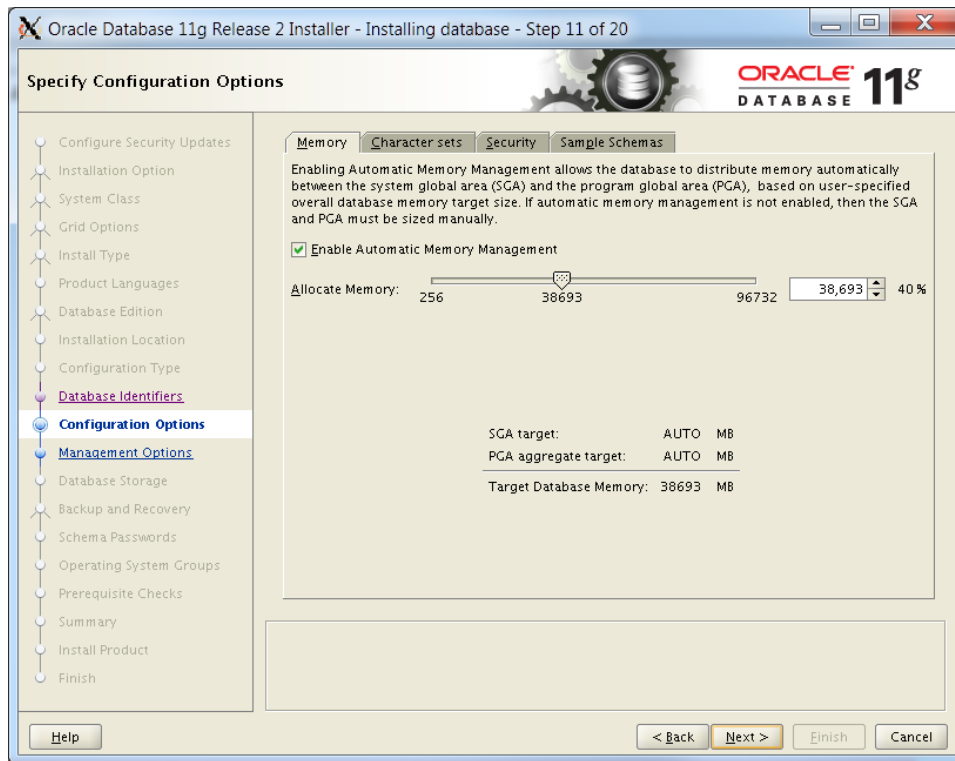 Oracle Database 11g Release 2 Installer - Installing database - Step 11 of 20
Specify Configuration Options
ORACLE
DATABASE 11g
Configure Security Updates
Installation Option
System Class
Grid Options
Install Type
Product Languages
Database Edition
Installation Location
Configuration Type
Database Identifiers
Configuration Options
Management Options
Database Storage
Backup and Recovery
Schema Passwords
Operating System Groups
Prerequisite Checks
Summary
Install Product
Finish
Memory Character sets Security Sample Schemas
Enabling Automatic Memory Management allows the database to distribute memory automatically
between the system global area (SGA) and the program global area (PGA), based on user-specified
overall database memory target size. If automatic memory management is not enabled, then the SGA
and PGA must be sized manually.
Enable Automatic Memory Management
Allocate Memory: 256 38693 96732 38,693 40 %
SGA target: AUTO MB
PGA aggregate target: AUTO MB
Target Database Memory: 38693 MB
Help < Back Next > Finish Cancel